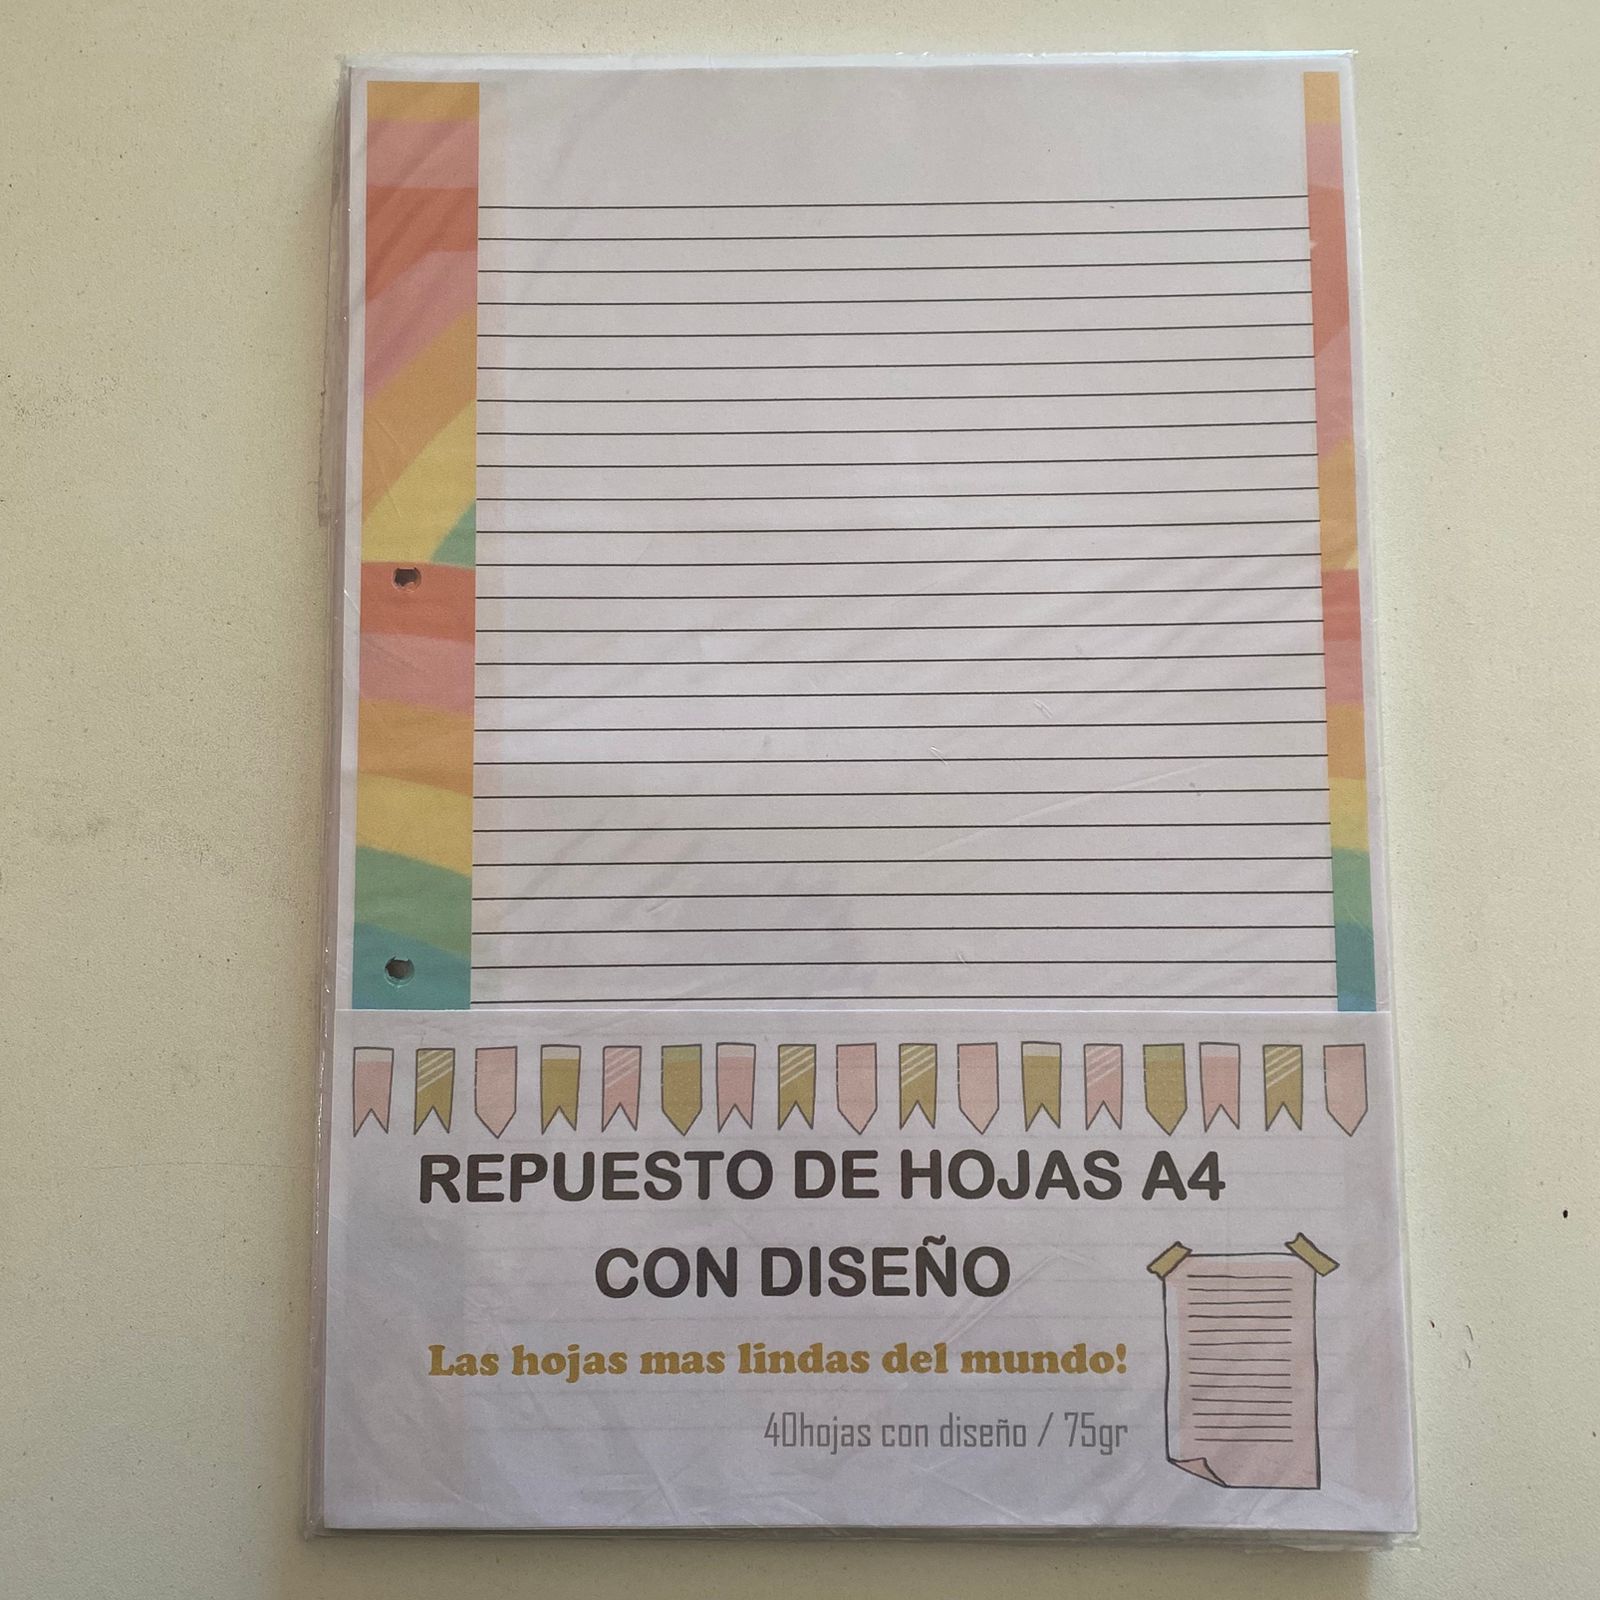 REPUESTO DE HOJAS A4
CON DISEÑO
Las hojas mas lindas del mundo!
40hojas con diseño / 75gr